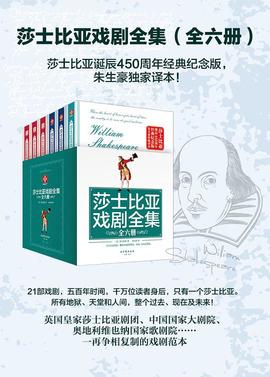 莎士比亚戏剧全集（全六册）
莎士比亚诞辰450周年经典纪念版，
朱生豪独家译本！
William
Shakespeare
莎士比亚
戏剧全集
全六册
21部戏剧，五百年时间，千万位读者身后，只有一个莎士比亚。
所有地狱、天堂和人间，整个过去、现在及未来！
英国皇家莎士比亚剧团、中国国家大剧院、
奥地利维也纳国家歌剧院……
一再争相复制的戏剧范本